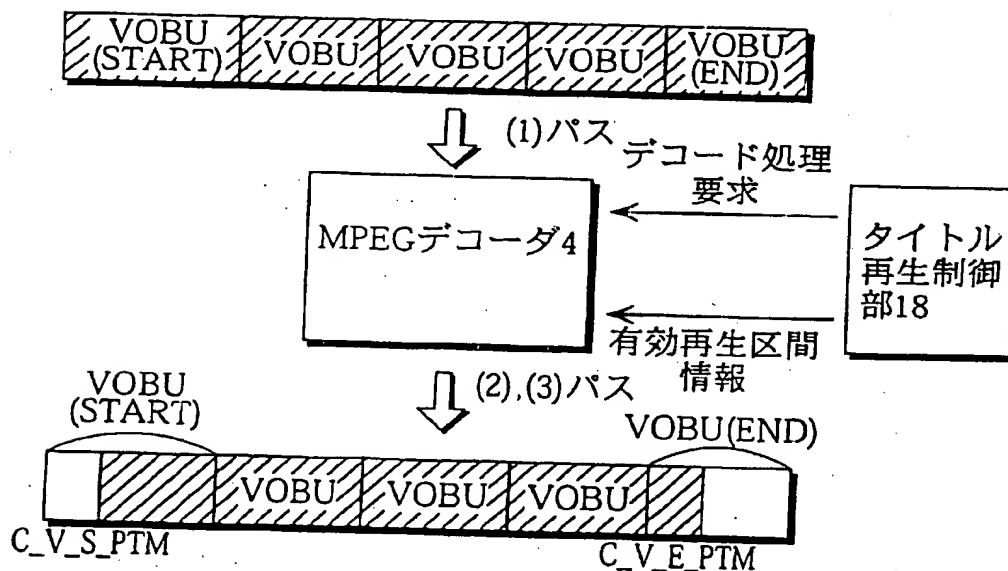 VOBU
(START)
VOBU
VOBU
VOBU
VOBU
(END)
(1)パス
デコード処理
要求
MPEGデコーダ4
タイトル
再生制御
部18
有効再生区間
情報
(2),(3)パス
VOBU
(START)
VOBU(END)
VOBU
VOBU
VOBU
C_V_S_PTM
C_V_E_PTM